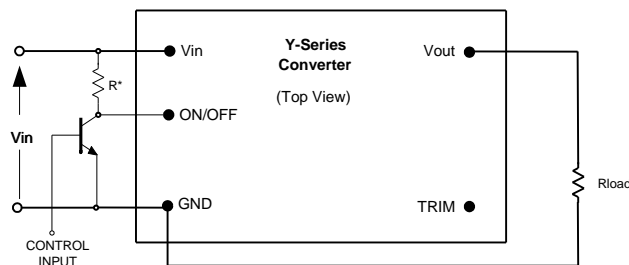 Y-Series
Converter
(Top View)
Vin
Vout
R*
ON/OFF
Vin
Rload
GND
TRIM
CONTROL
INPUT